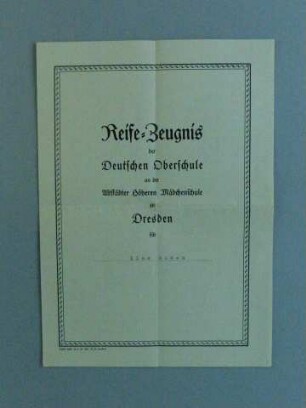 Reife-Zeugnis
der
Deutschen Oberschule
an der
Altstädter Höheren Mädchenschule
zu
Dresden
für